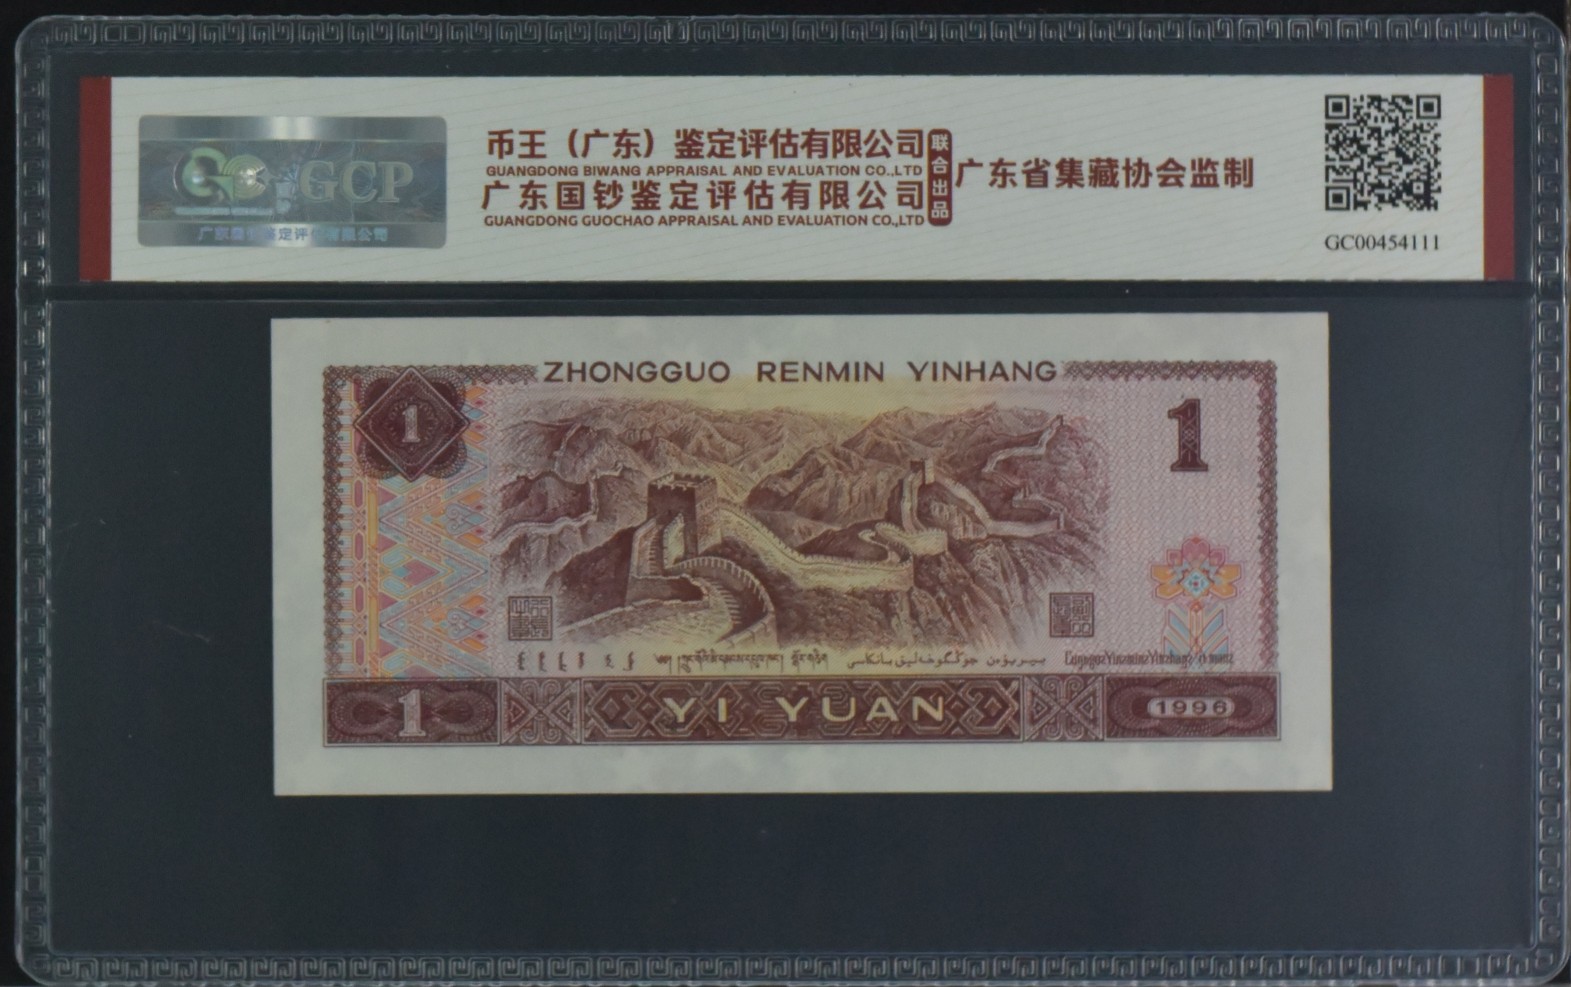 GCP
币王（广东）鉴定评估有限公司
GUANGDONG BIWANG APPRAISAL AND EVALUATION CO.,LTD
广东国钞鉴定评估有限公司
GUANGDONG GUOCHAO APPRAISAL AND EVALUATION CO.,LTD
联合出品
广东省集藏协会监制
GC00454111
ZHONGGUO RENMIN YINHANG
1
1
1
YI YUAN
1996